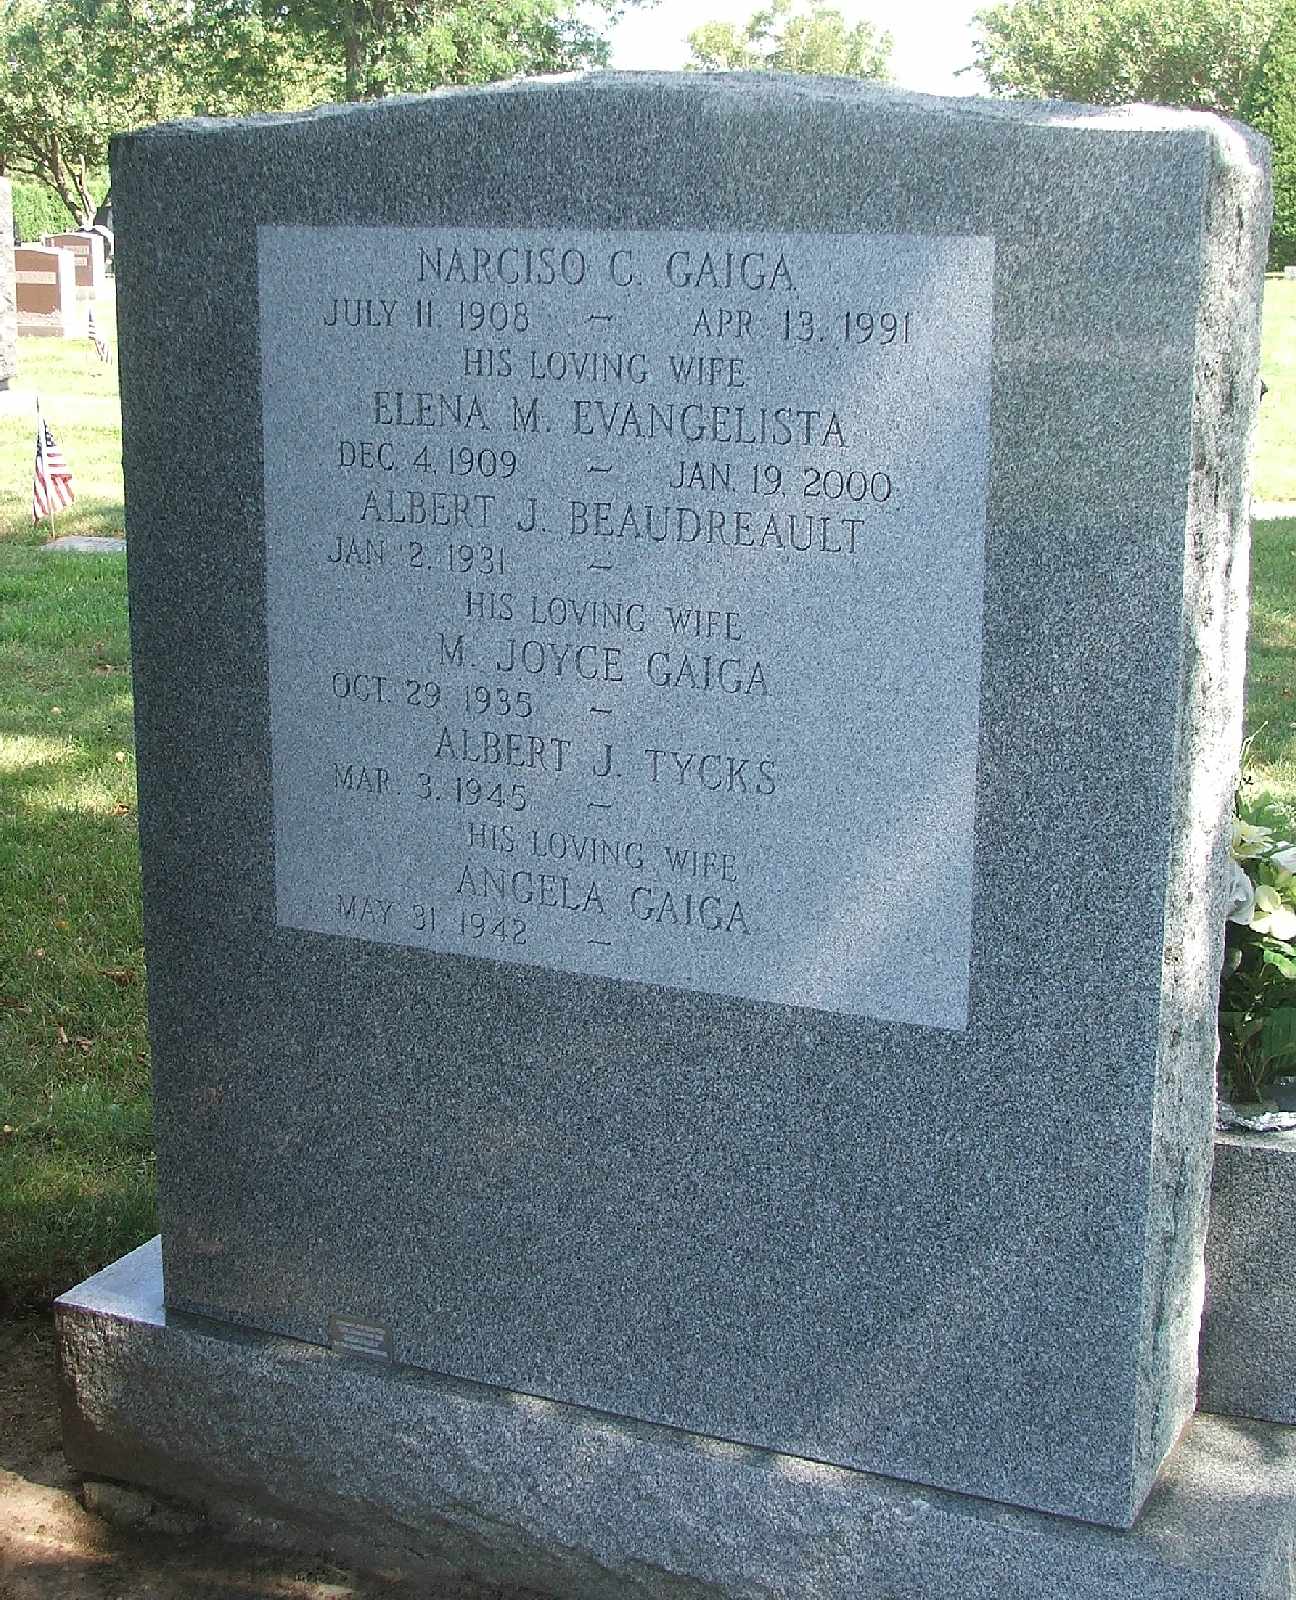 NARCISO C. GAIGA
JULY 11, 1908 — APR. 13, 1991
HIS LOVING WIFE
ELENA M. EVANGELISTA
DEC. 4, 1909 — JAN. 19, 2000
ALBERT J. BEAUDREAULT
JAN. 2, 1931 —
HIS LOVING WIFE
M. JOYCE GAIGA
OCT. 29, 1935 —
ALBERT J. TYCKS
MAR. 3, 1945 —
HIS LOVING WIFE
ANGELA GAIGA
MAY 31, 1942 —